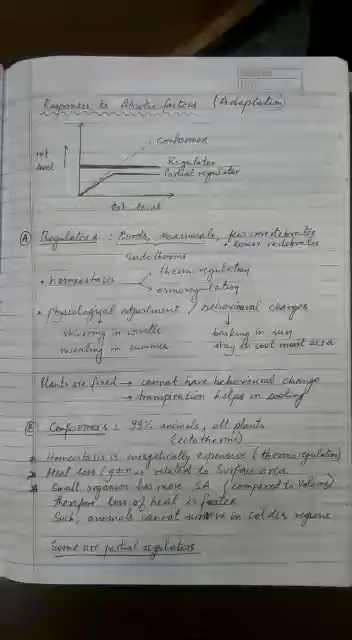 Responses to Abiotic factors (Adaptation)
conformer
Int level
Regulator
Partial regulator
Ext level
(A) Regulators : Birds, mammals, few invertebrates
+ lower vertebrates
Endotherms
• homeostasis
thermoregulation
osmoregulation
• physiological adjustment / behavioural changes
shivering in winter
basking in sun
sweating in summer
stay in cool moist area
Plants are fixed → cannot have behavioural change
→ transpiration helps in cooling
(B) Conformers : 99% animals, all plants
(ectotherms)
* Homeostasis is energetically expensive (thermoregulation)
* Heat loss / gain is related to Surface area
* Small organism has more SA (compared to volume)
therefore loss of heat is faster
Such, animals cannot survive in colder regions
Some are partial regulators